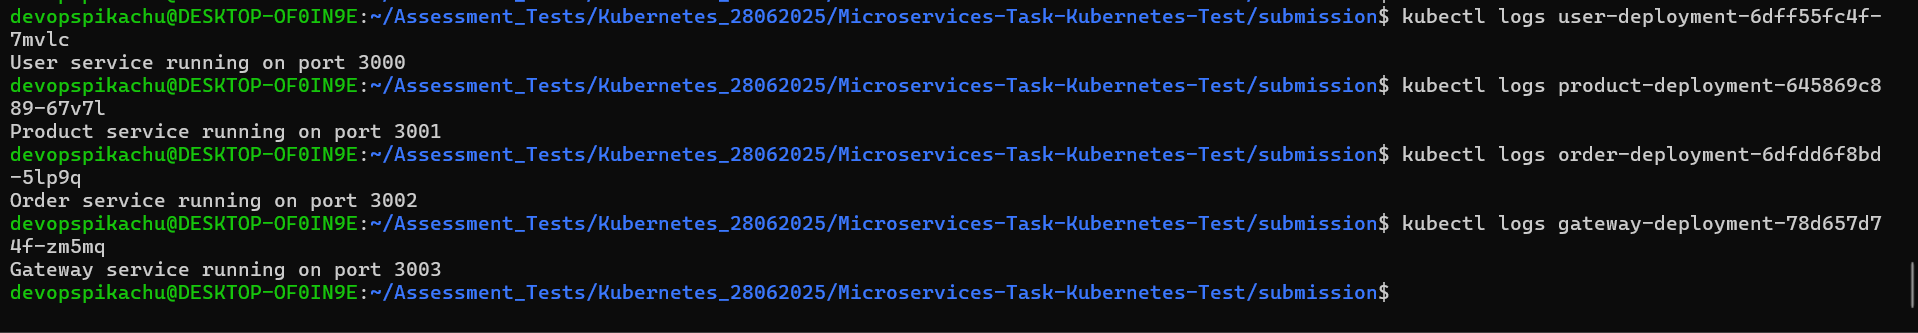 devopspikachu@DESKTOP-OF0IN9E:~/Assessment_Tests/Kubernetes_28062025/Microservices-Task-Kubernetes-Test/submission$ kubectl logs user-deployment-6dff55fc4f-
7mvlc
User service running on port 3000
devopspikachu@DESKTOP-OF0IN9E:~/Assessment_Tests/Kubernetes_28062025/Microservices-Task-Kubernetes-Test/submission$ kubectl logs product-deployment-645869c8
89-67v7l
Product service running on port 3001
devopspikachu@DESKTOP-OF0IN9E:~/Assessment_Tests/Kubernetes_28062025/Microservices-Task-Kubernetes-Test/submission$ kubectl logs order-deployment-6dfdd6f8bd
-5lp9q
Order service running on port 3002
devopspikachu@DESKTOP-OF0IN9E:~/Assessment_Tests/Kubernetes_28062025/Microservices-Task-Kubernetes-Test/submission$ kubectl logs gateway-deployment-78d657d7
4f-zm5mq
Gateway service running on port 3003
devopspikachu@DESKTOP-OF0IN9E:~/Assessment_Tests/Kubernetes_28062025/Microservices-Task-Kubernetes-Test/submission$